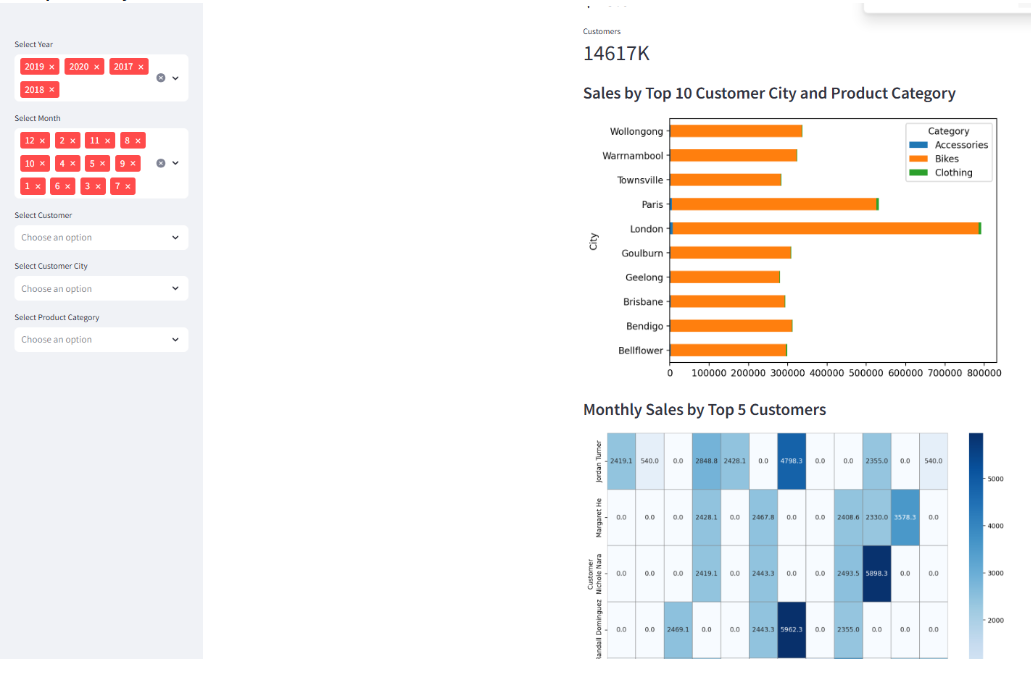 Select Year
2019 × 2020 × 2017 ×
2018 ×
Select Month
12 × 2 × 11 × 8 ×
10 × 4 × 5 × 9 ×
1 × 6 × 3 × 7 ×
Select Customer
Choose an option
Select Customer City
Choose an option
Select Product Category
Choose an option
Customers
14617K
Sales by Top 10 Customer City and Product Category
Category
Accessories
Bikes
Clothing
City
Wollongong
Warrnambool
Townsville
Paris
London
Goulburn
Geelong
Brisbane
Bendigo
Bellflower
0 100000 200000 300000 400000 500000 600000 700000 800000
Monthly Sales by Top 5 Customers
Customer
Jordan Turner
2419.1 540.0 0.0 2848.8 2428.1 0.0 4798.3 0.0 0.0 2355.0 0.0 540.0
Margaret He
0.0 0.0 0.0 2428.1 0.0 2467.8 0.0 0.0 2408.6 2330.0 3578.3 0.0
Nichole Nara
0.0 0.0 0.0 2419.1 0.0 2443.3 0.0 0.0 2493.5 5898.3 0.0 0.0
Dominguez
0.0 0.0 2469.1 0.0 0.0 2443.3 5962.3 0.0 2355.0 0.0 0.0 0.0
5000
4000
3000
2000